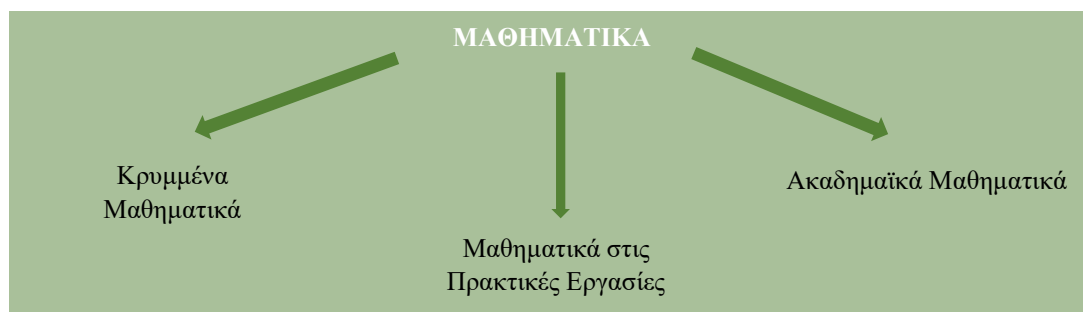 ΜΑΘΗΜΑΤΙΚΑ
Κρυμμένα
Μαθηματικά
Ακαδημαϊκά Μαθηματικά
Μαθηματικά στις
Πρακτικές Εργασίες